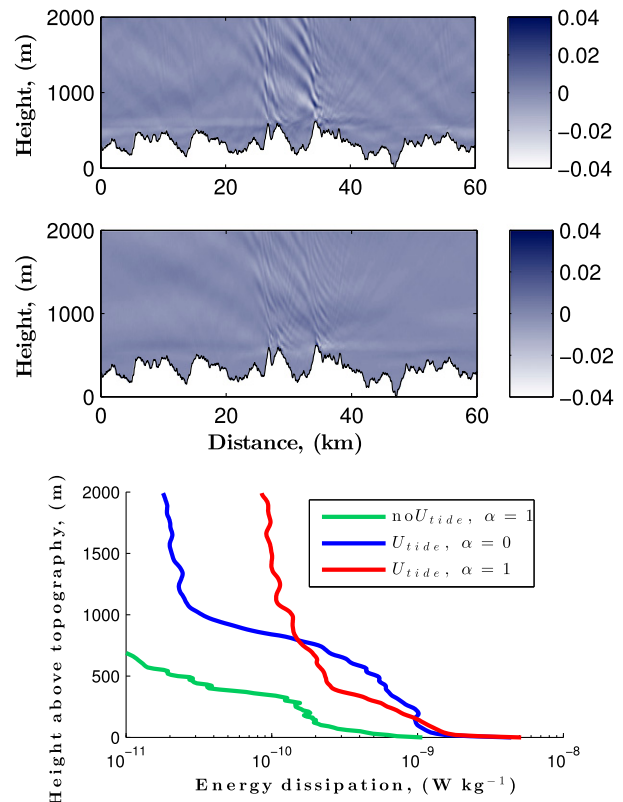 2000
1000
0
Height, (m)
0 20 40 60
0.04
0.02
0
−0.02
−0.04
2000
1000
0
Height, (m)
0 20 40 60
Distance, (km)
0.04
0.02
0
−0.02
−0.04
Height above topography, (m)
2000
1500
1000
500
0
noU_tide, α = 1
U_tide, α = 0
U_tide, α = 1
10^−11 10^−10 10^−9 10^−8
Energy dissipation, (W kg^−1)